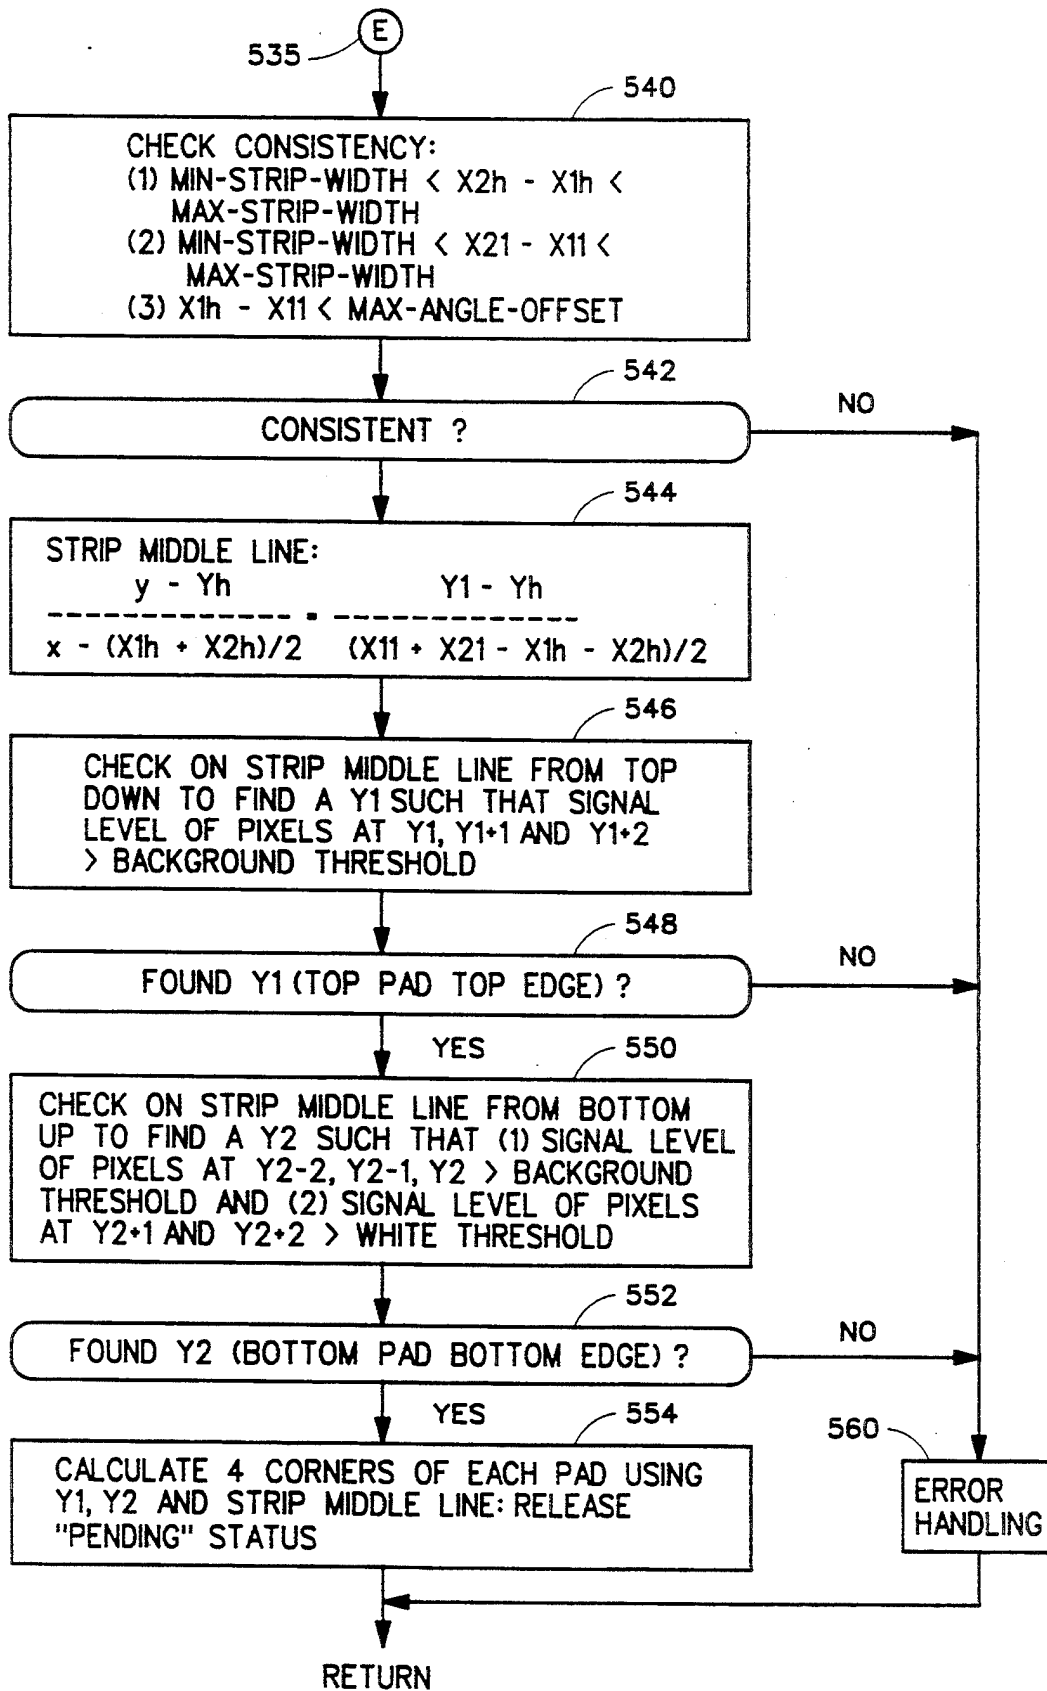 E
535
540
CHECK CONSISTENCY:
(1) MIN-STRIP-WIDTH < X2h - X1h <
MAX-STRIP-WIDTH
(2) MIN-STRIP-WIDTH < X21 - X11 <
MAX-STRIP-WIDTH
(3) X1h - X11 < MAX-ANGLE-OFFSET
542
CONSISTENT ?
NO
544
STRIP MIDDLE LINE:
y - Yh Y1 - Yh
-------------- = --------------
x - (X1h + X2h)/2 (X11 + X21 - X1h - X2h)/2
546
CHECK ON STRIP MIDDLE LINE FROM TOP
DOWN TO FIND A Y1 SUCH THAT SIGNAL
LEVEL OF PIXELS AT Y1, Y1+1 AND Y1+2
> BACKGROUND THRESHOLD
548
FOUND Y1 (TOP PAD TOP EDGE) ?
NO
YES
550
CHECK ON STRIP MIDDLE LINE FROM BOTTOM
UP TO FIND A Y2 SUCH THAT (1) SIGNAL LEVEL
OF PIXELS AT Y2-2, Y2-1, Y2 > BACKGROUND
THRESHOLD AND (2) SIGNAL LEVEL OF PIXELS
AT Y2+1 AND Y2+2 > WHITE THRESHOLD
552
FOUND Y2 (BOTTOM PAD BOTTOM EDGE) ?
NO
YES
554
CALCULATE 4 CORNERS OF EACH PAD USING
Y1, Y2 AND STRIP MIDDLE LINE: RELEASE
"PENDING" STATUS
560
ERROR
HANDLING
RETURN